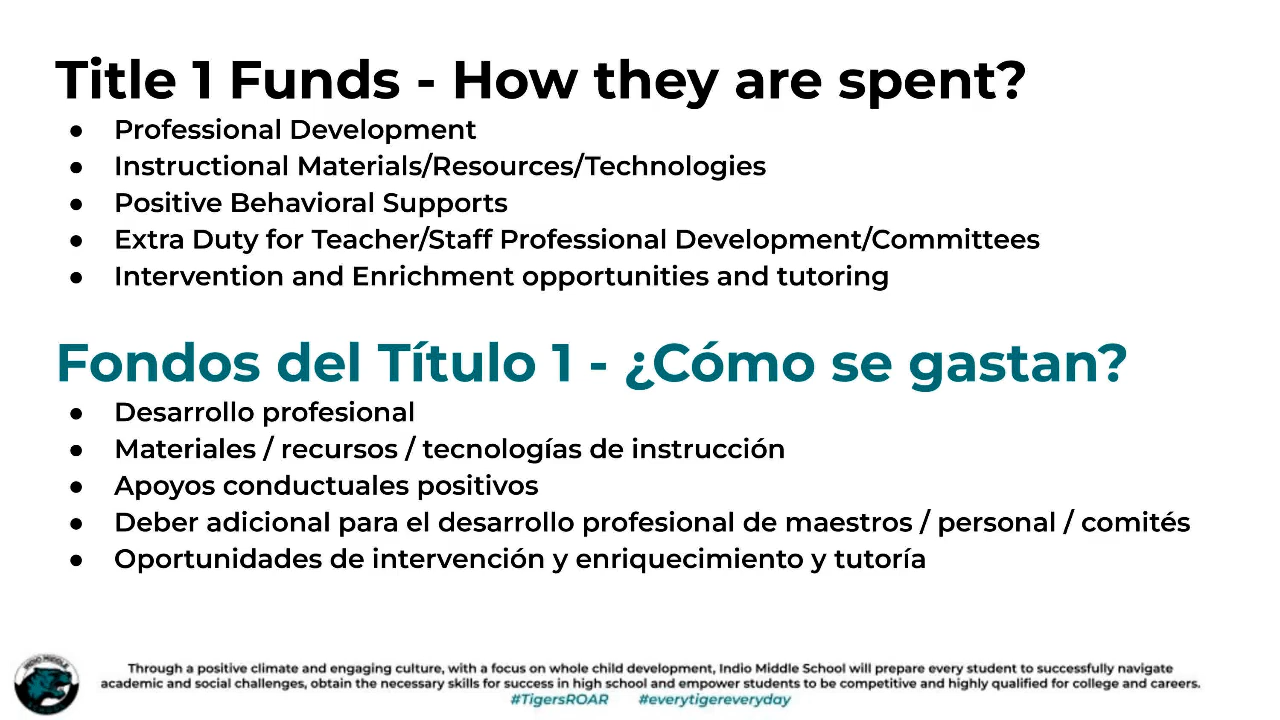 Title 1 Funds - How they are spent?
● Professional Development
● Instructional Materials/Resources/Technologies
● Positive Behavioral Supports
● Extra Duty for Teacher/Staff Professional Development/Committees
● Intervention and Enrichment opportunities and tutoring
Fondos del Título 1 - ¿Cómo se gastan?
● Desarrollo profesional
● Materiales / recursos / tecnologías de instrucción
● Apoyos conductuales positivos
● Deber adicional para el desarrollo profesional de maestros / personal / comités
● Oportunidades de intervención y enriquecimiento y tutoría
INDIO MIDDLE
Through a positive climate and engaging culture, with a focus on whole child development, Indio Middle School will prepare every student to successfully navigate
academic and social challenges, obtain the necessary skills for success in high school and empower students to be competitive and highly qualified for college and careers.
#TigersROAR #everytigereveryday